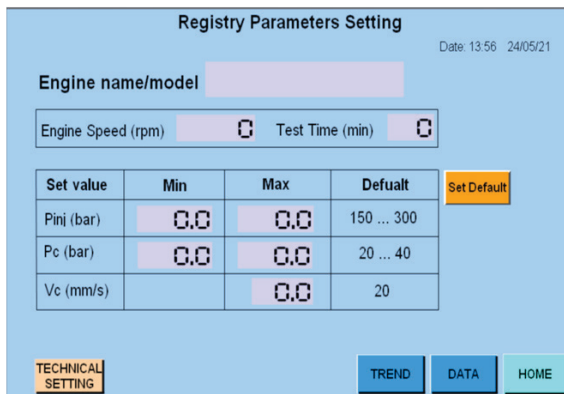 Registry Parameters Setting
Date: 13:56 24/05/21
Engine name/model
Engine Speed (rpm) 0 Test Time (min) 0
Set value Min Max Defualt Set Default
Pinj (bar) 0.0 0.0 150 ... 300
Pc (bar) 0.0 0.0 20 ... 40
Vc (mm/s) 0.0 20
TECHNICAL
SETTING
TREND DATA HOME